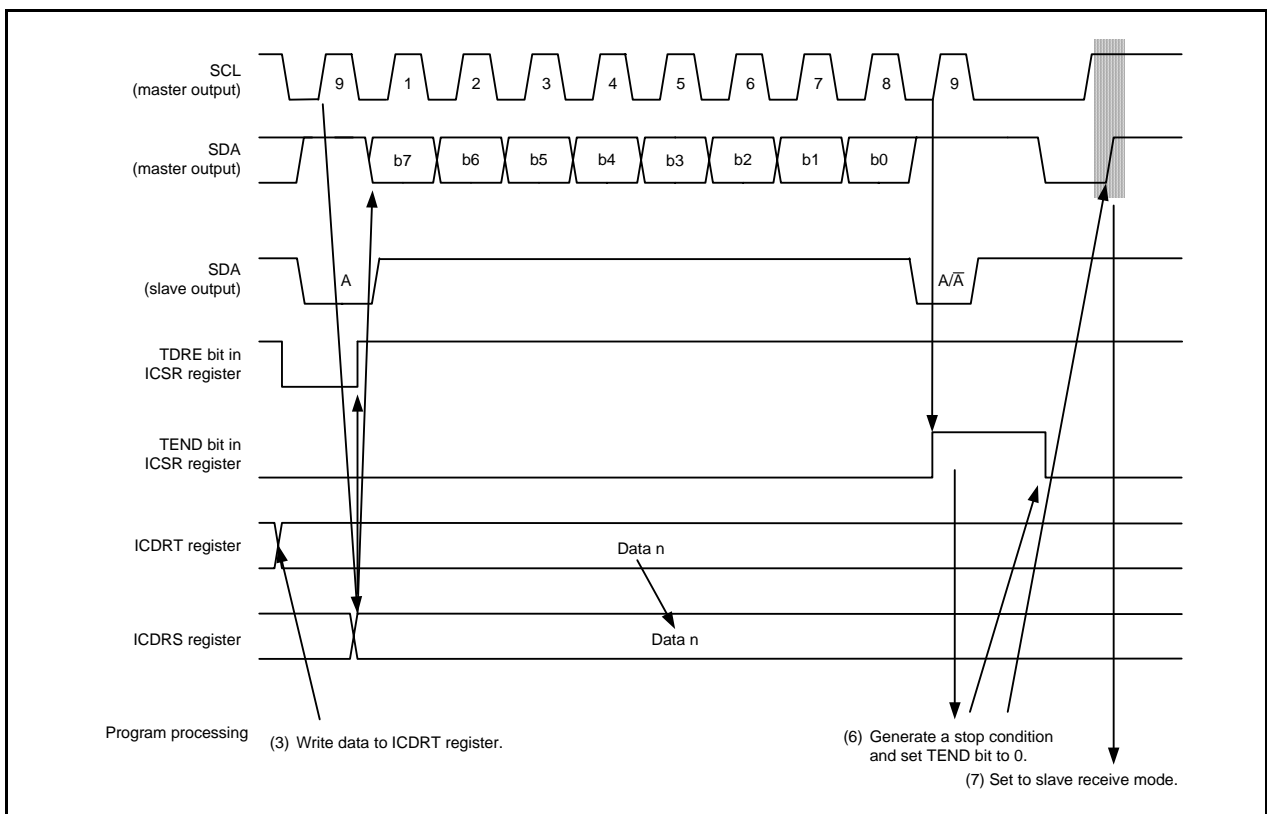 SCL
(master output)
9 1 2 3 4 5 6 7 8 9
SDA
(master output)
b7 b6 b5 b4 b3 b2 b1 b0
SDA
(slave output)
A A/A̅
TDRE bit in
ICSR register
TEND bit in
ICSR register
ICDRT register
Data n
ICDRS register
Data n
Program processing
(3) Write data to ICDRT register.
(6) Generate a stop condition
and set TEND bit to 0.
(7) Set to slave receive mode.